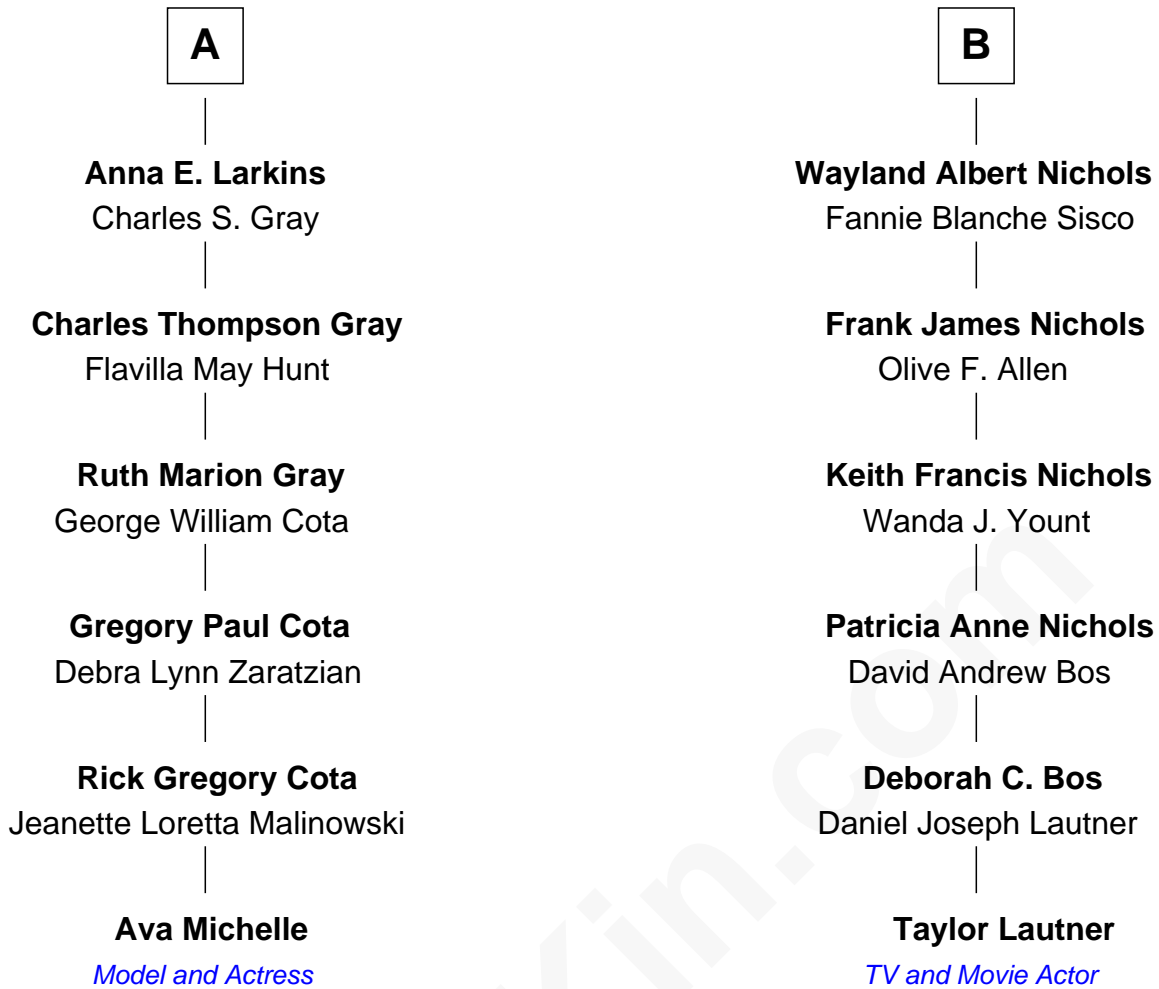 A
Anna E. Larkins
Charles S. Gray
Charles Thompson Gray
Flavilla May Hunt
Ruth Marion Gray
George William Cota
Gregory Paul Cota
Debra Lynn Zaratzian
Rick Gregory Cota
Jeanette Loretta Malinowski
Ava Michelle
Model and Actress
B
Wayland Albert Nichols
Fannie Blanche Sisco
Frank James Nichols
Olive F. Allen
Keith Francis Nichols
Wanda J. Yount
Patricia Anne Nichols
David Andrew Bos
Deborah C. Bos
Daniel Joseph Lautner
Taylor Lautner
TV and Movie Actor
Kin.com